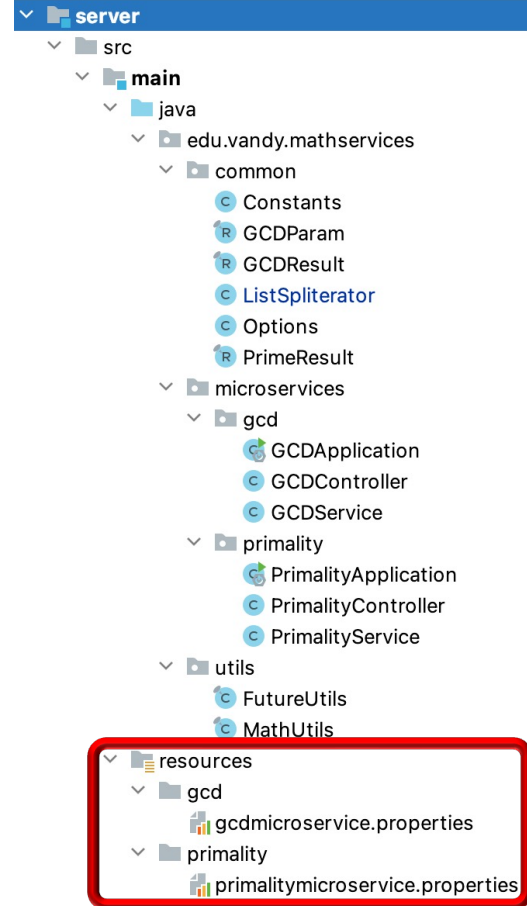 server
src
main
java
edu.vandy.mathservices
common
C Constants
R GCDParam
R GCDResult
C ListSpliterator
C Options
R PrimeResult
microservices
gcd
C GCDApplication
C GCDController
C GCDService
primality
C PrimalityApplication
C PrimalityController
C PrimalityService
utils
C FutureUtils
C MathUtils
resources
gcd
gcdmicroservice.properties
primality
primalitymicroservice.properties